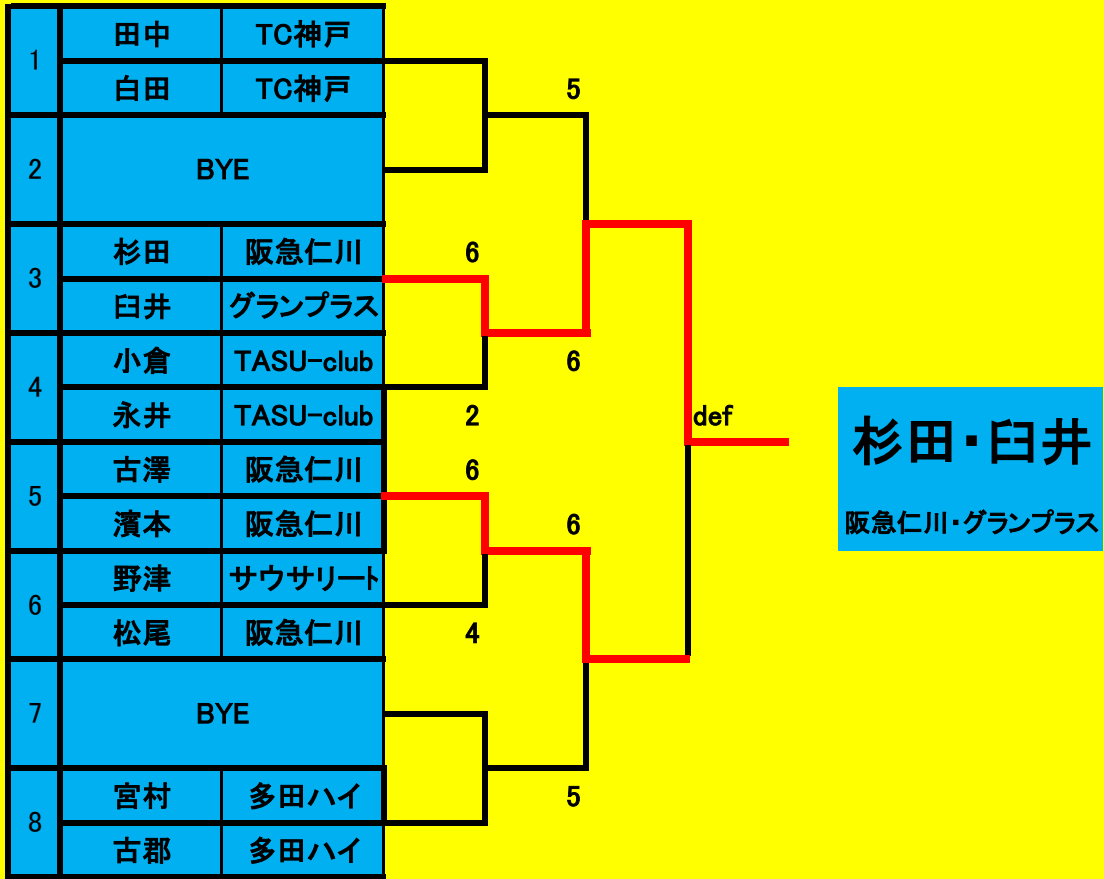 1
田中 TC神戸
白田 TC神戸
5
2
BYE
3
杉田 阪急仁川
6
臼井 グランプラス
4
小倉 TASU-club
6
永井 TASU-club
2
def
杉田・臼井
阪急仁川・グランプラス
5
古澤 阪急仁川
6
濱本 阪急仁川
6
6
野津 サウサリート
松尾 阪急仁川
4
7
BYE
8
宮村 多田ハイ
5
古郡 多田ハイ